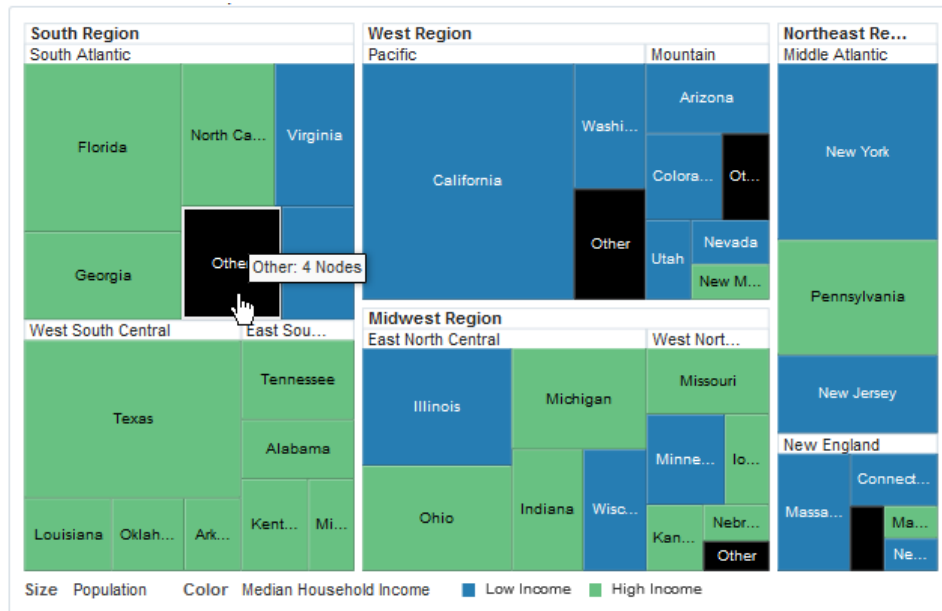 South Region
South Atlantic
Florida
North Ca...
Virginia
Georgia
Other
Other: 4 Nodes
West South Central
East Sou...
Texas
Tennessee
Alabama
Louisiana
Oklah...
Ark...
Kent...
Mi...
West Region
Pacific
Mountain
California
Washi...
Other
Arizona
Colora...
Ot...
Utah
Nevada
New M...
Midwest Region
East North Central
West Nort...
Illinois
Michigan
Ohio
Indiana
Wisc...
Missouri
Minne...
Io...
Kan...
Nebr...
Other
Northeast Re...
Middle Atlantic
New York
Pennsylvania
New Jersey
New England
Massa...
Connect...
Ma...
Ne...
Size Population Color Median Household Income Low Income High Income